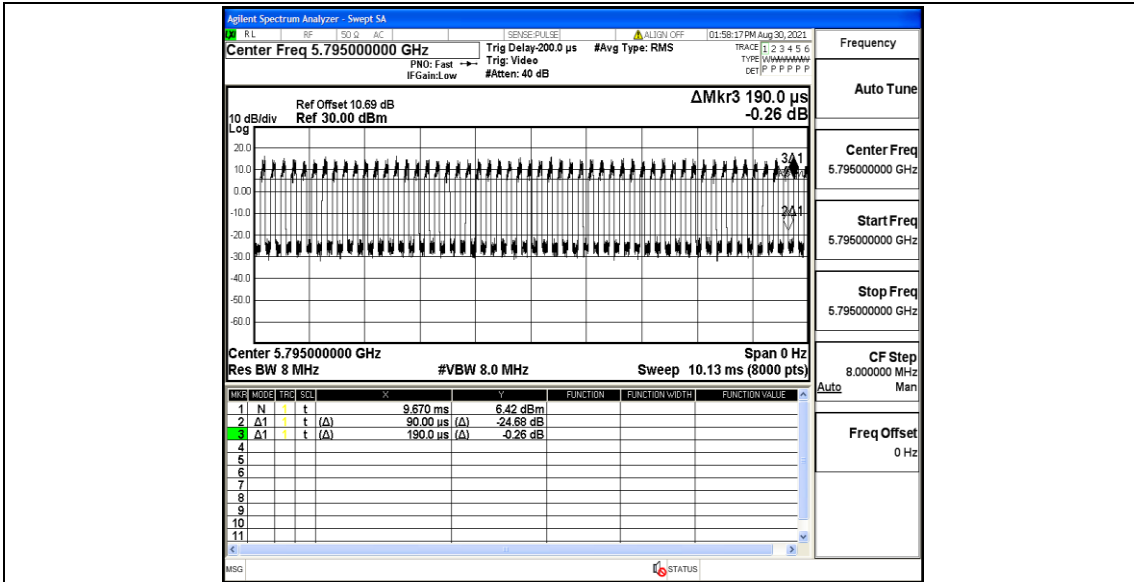 Agilent Spectrum Analyzer - Swept SA
RL RF 50 Ω AC SENSE:PULSE ALIGN OFF 01:58:17 PM Aug 30, 2021
Center Freq 5.795000000 GHz
PNO: Fast
IFGain:Low
Trig Delay-200.0 µs
Trig: Video
#Atten: 40 dB
#Avg Type: RMS
TRACE 1 2 3 4 5 6
TYPE
DET P P P P P P
ΔMkr3 190.0 µs
-0.26 dB
Ref Offset 10.69 dB
10 dB/div Ref 30.00 dBm
Log
20.0
10.0
0.00
-10.0
-20.0
-30.0
-40.0
-50.0
-60.0
3Δ1
2Δ1
Center 5.795000000 GHz Span 0 Hz
Res BW 8 MHz #VBW 8.0 MHz Sweep 10.13 ms (8000 pts)
MKR MODE TRC SCL X Y FUNCTION FUNCTION WIDTH FUNCTION VALUE
1 N 1 t 9.670 ms 6.42 dBm
2 Δ1 1 t (Δ) 90.00 µs (Δ) -24.68 dB
3 Δ1 1 t (Δ) 190.0 µs (Δ) -0.26 dB
4
5
6
7
8
9
10
11
MSG STATUS
Frequency
Auto Tune
Center Freq
5.795000000 GHz
Start Freq
5.795000000 GHz
Stop Freq
5.795000000 GHz
CF Step
8.000000 MHz
Auto Man
Freq Offset
0 Hz